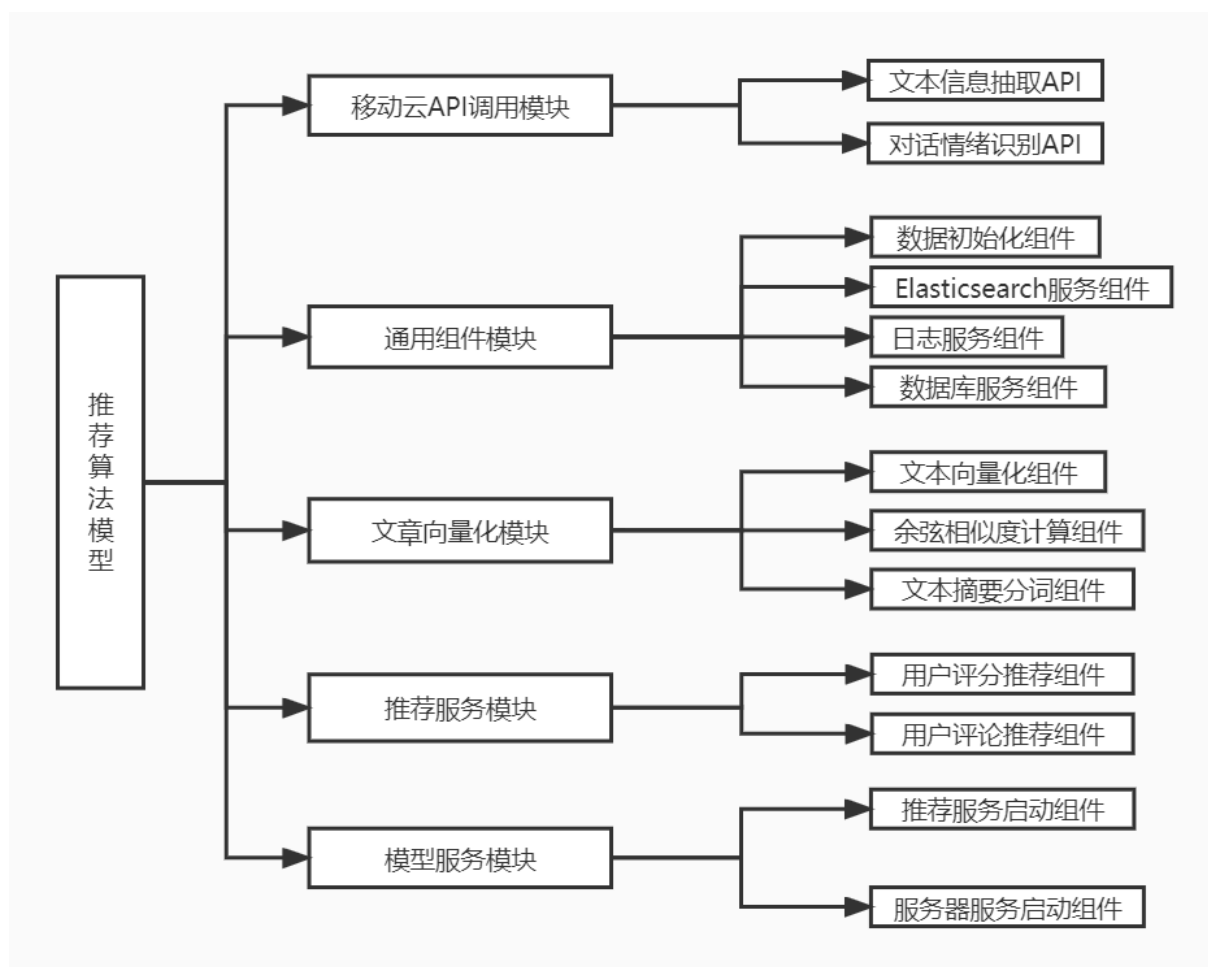 推荐算法模型
移动云API调用模块
文本信息抽取API
对话情绪识别API
通用组件模块
数据初始化组件
Elasticsearch服务组件
日志服务组件
数据库服务组件
文章向量化模块
文本向量化组件
余弦相似度计算组件
文本摘要分词组件
推荐服务模块
用户评分推荐组件
用户评论推荐组件
模型服务模块
推荐服务启动组件
服务器服务启动组件